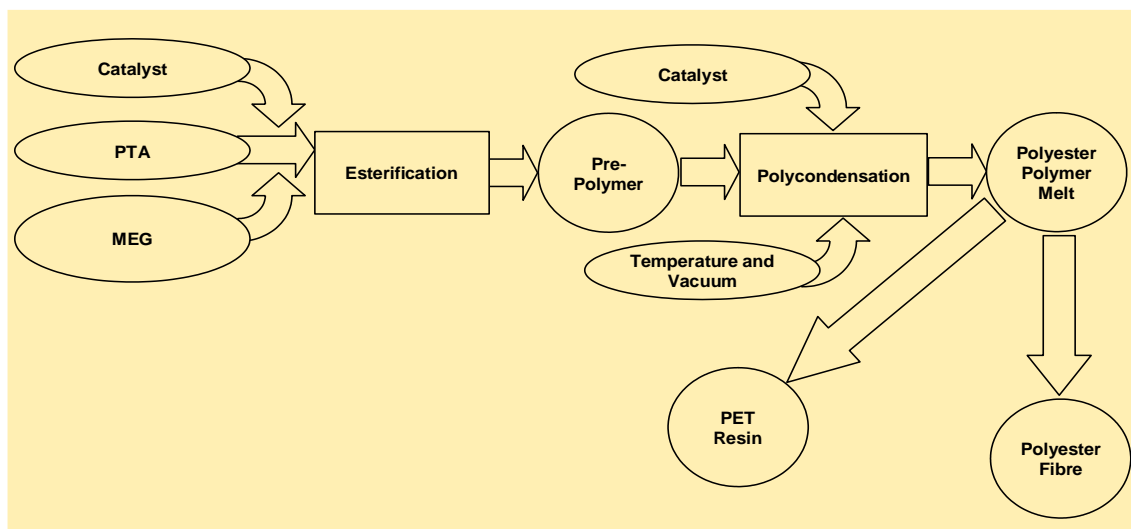 Catalyst
PTA
MEG
Esterification
Pre-
Polymer
Catalyst
Polycondensation
Temperature and
Vacuum
Polyester
Polymer
Melt
PET
Resin
Polyester
Fibre